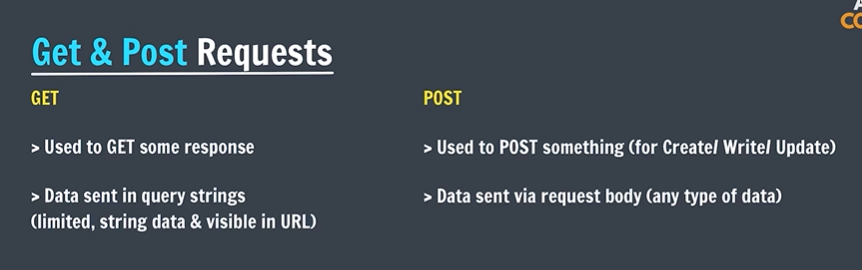 Get & Post Requests
GET
> Used to GET some response
> Data sent in query strings
(limited, string data & visible in URL)
POST
> Used to POST something (for Create/ Write/ Update)
> Data sent via request body (any type of data)